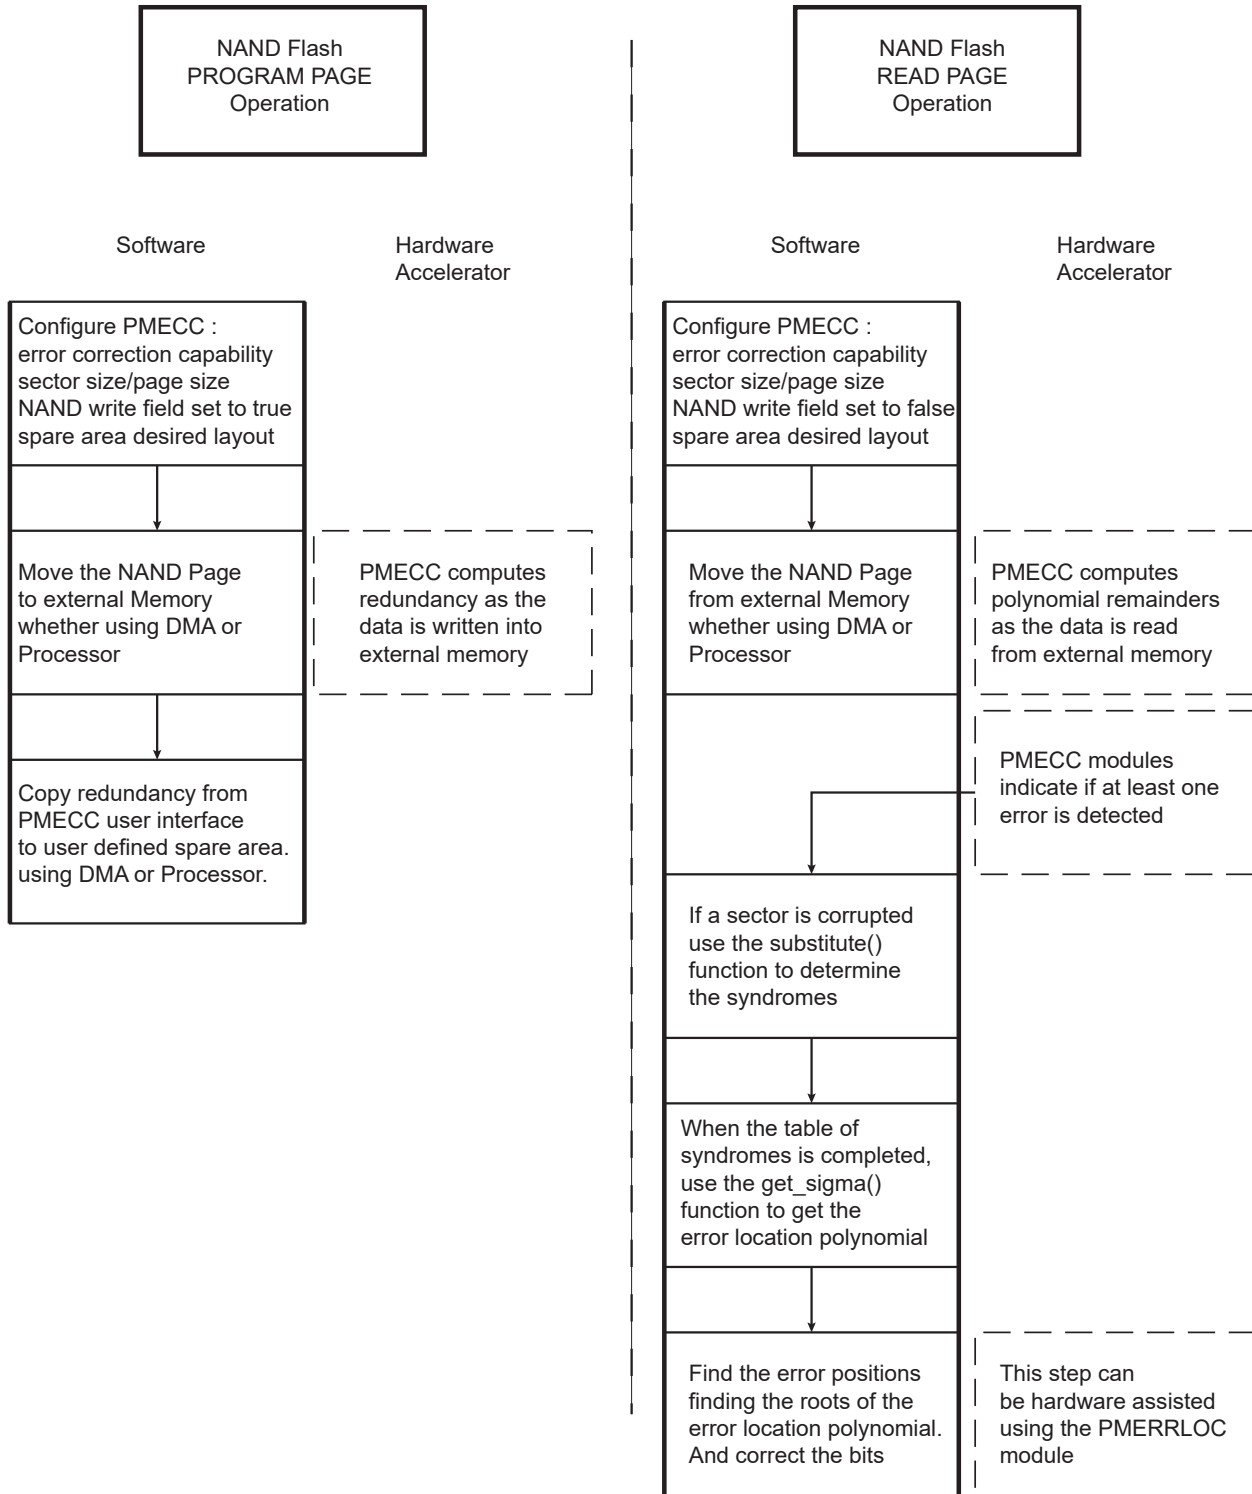 NAND Flash
PROGRAM PAGE
Operation
Software
Hardware
Accelerator
Configure PMECC :
error correction capability
sector size/page size
NAND write field set to true
spare area desired layout
Move the NAND Page
to external Memory
whether using DMA or
Processor
PMECC computes
redundancy as the
data is written into
external memory
Copy redundancy from
PMECC user interface
to user defined spare area.
using DMA or Processor.
NAND Flash
READ PAGE
Operation
Software
Hardware
Accelerator
Configure PMECC :
error correction capability
sector size/page size
NAND write field set to false
spare area desired layout
Move the NAND Page
from external Memory
whether using DMA or
Processor
PMECC computes
polynomial remainders
as the data is read
from external memory
PMECC modules
indicate if at least one
error is detected
If a sector is corrupted
use the substitute()
function to determine
the syndromes
When the table of
syndromes is completed,
use the get_sigma()
function to get the
error location polynomial
Find the error positions
finding the roots of the
error location polynomial.
And correct the bits
This step can
be hardware assisted
using the PMERRLOC
module